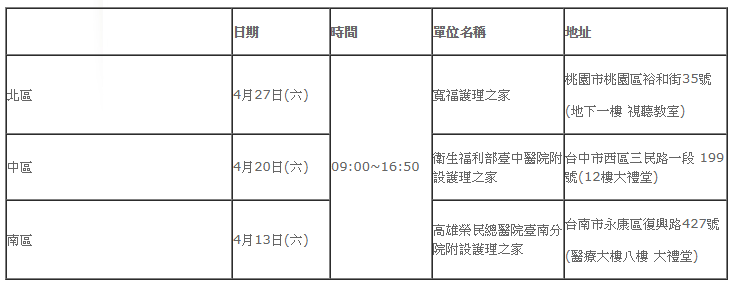 日期 時間 單位名稱 地址
北區 4月27日(六) 寬福護理之家 桃園市桃園區裕和街35號
(地下一樓 視聽教室)
中區 4月20日(六) 09:00~16:50 衛生福利部臺中醫院附
設護理之家 台中市西區三民路一段 199
號(12樓大禮堂)
南區 4月13日(六) 高雄榮民總醫院臺南分
院附設護理之家 台南市永康區復興路427號
(醫療大樓八樓 大禮堂)